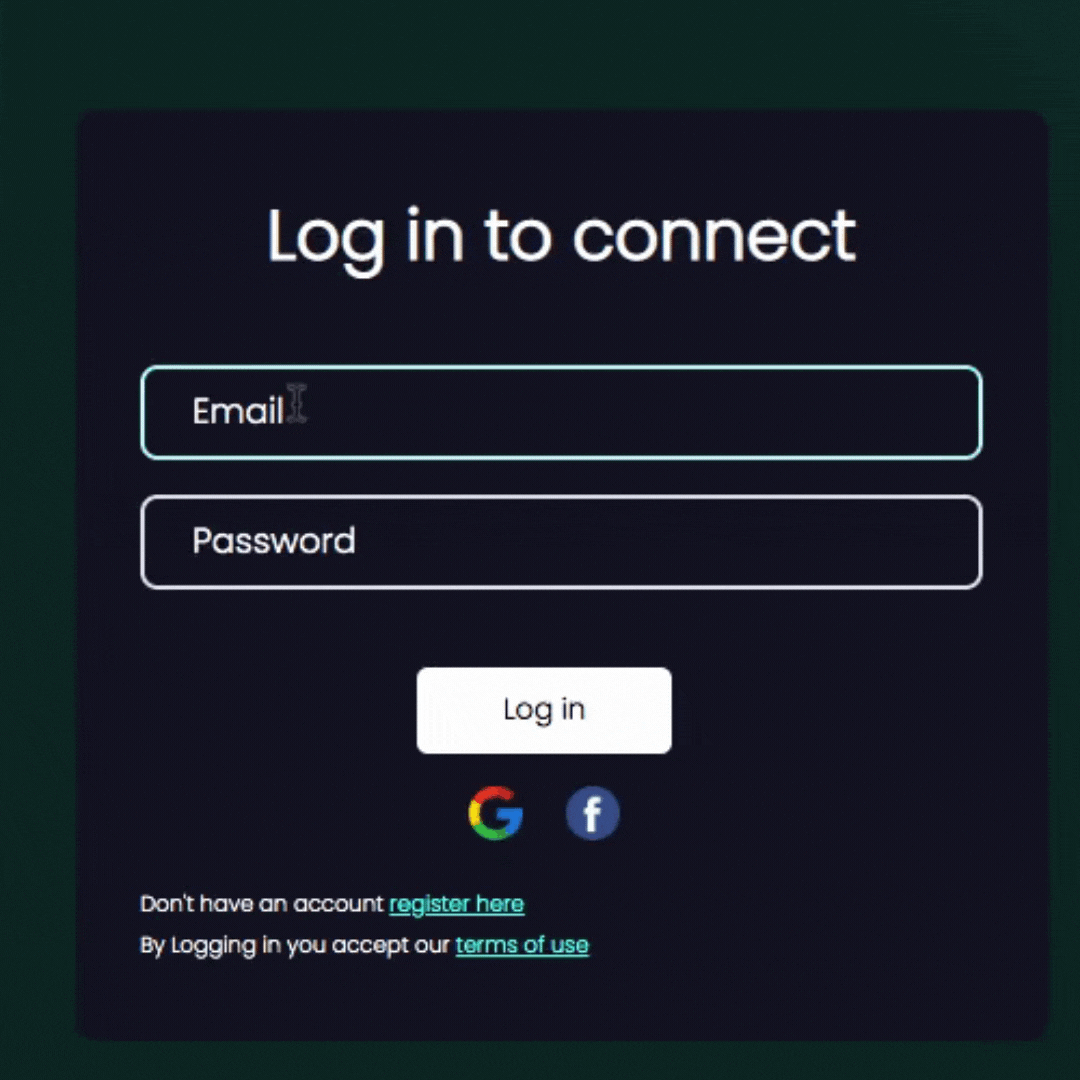 Log in to connect
Email
Password
Log in
Don't have an account register here
By Logging in you accept our terms of use